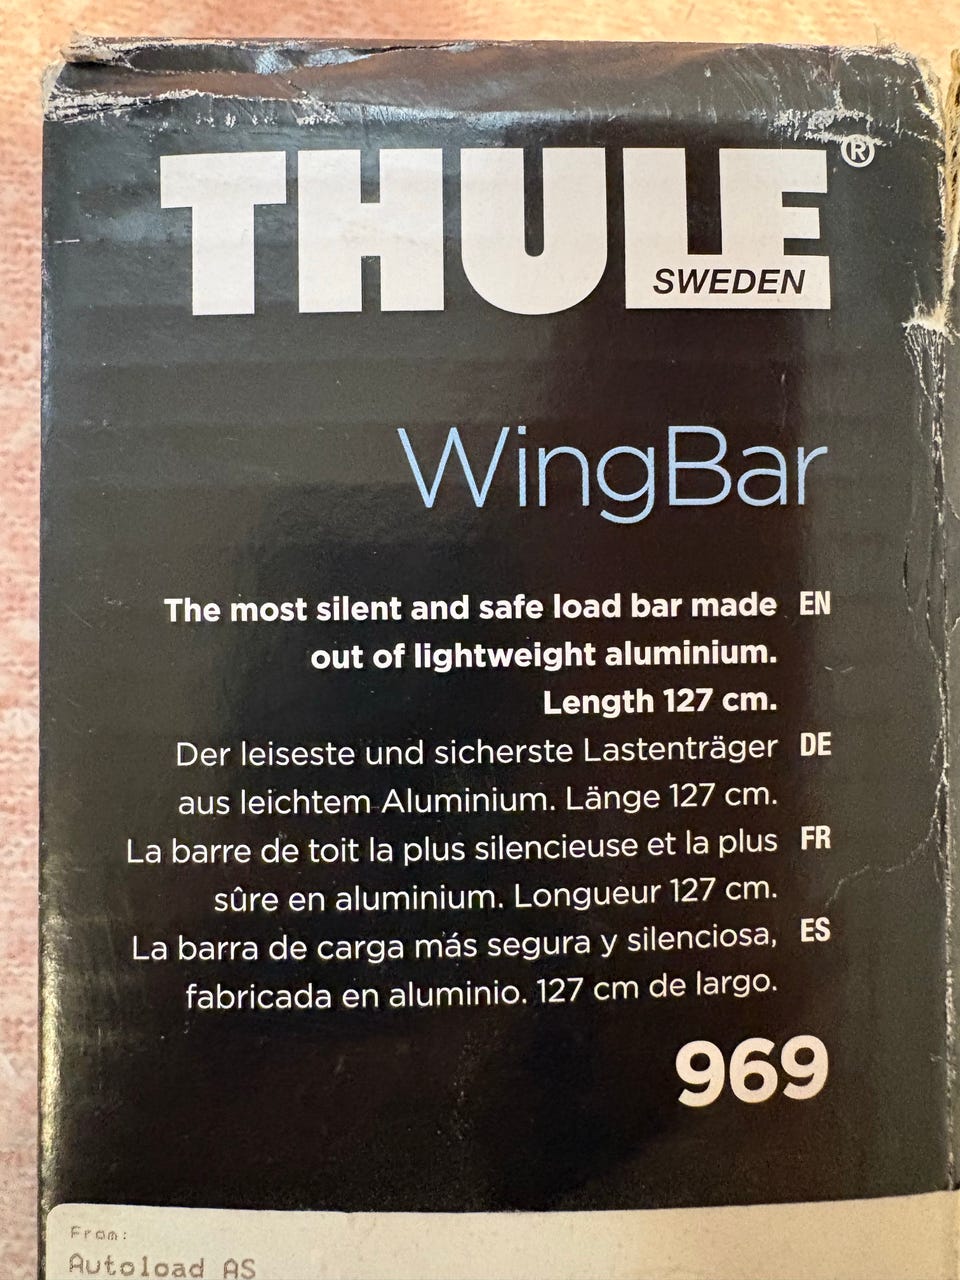 THULE®
SWEDEN
WingBar
The most silent and safe load bar made EN
out of lightweight aluminium.
Length 127 cm.
Der leiseste und sicherste Lastenträger DE
aus leichtem Aluminium. Länge 127 cm.
La barre de toit la plus silencieuse et la plus FR
sûre en aluminium. Longueur 127 cm.
La barra de carga más segura y silenciosa, ES
fabricada en aluminio. 127 cm de largo.
969
From:
Autoload AS